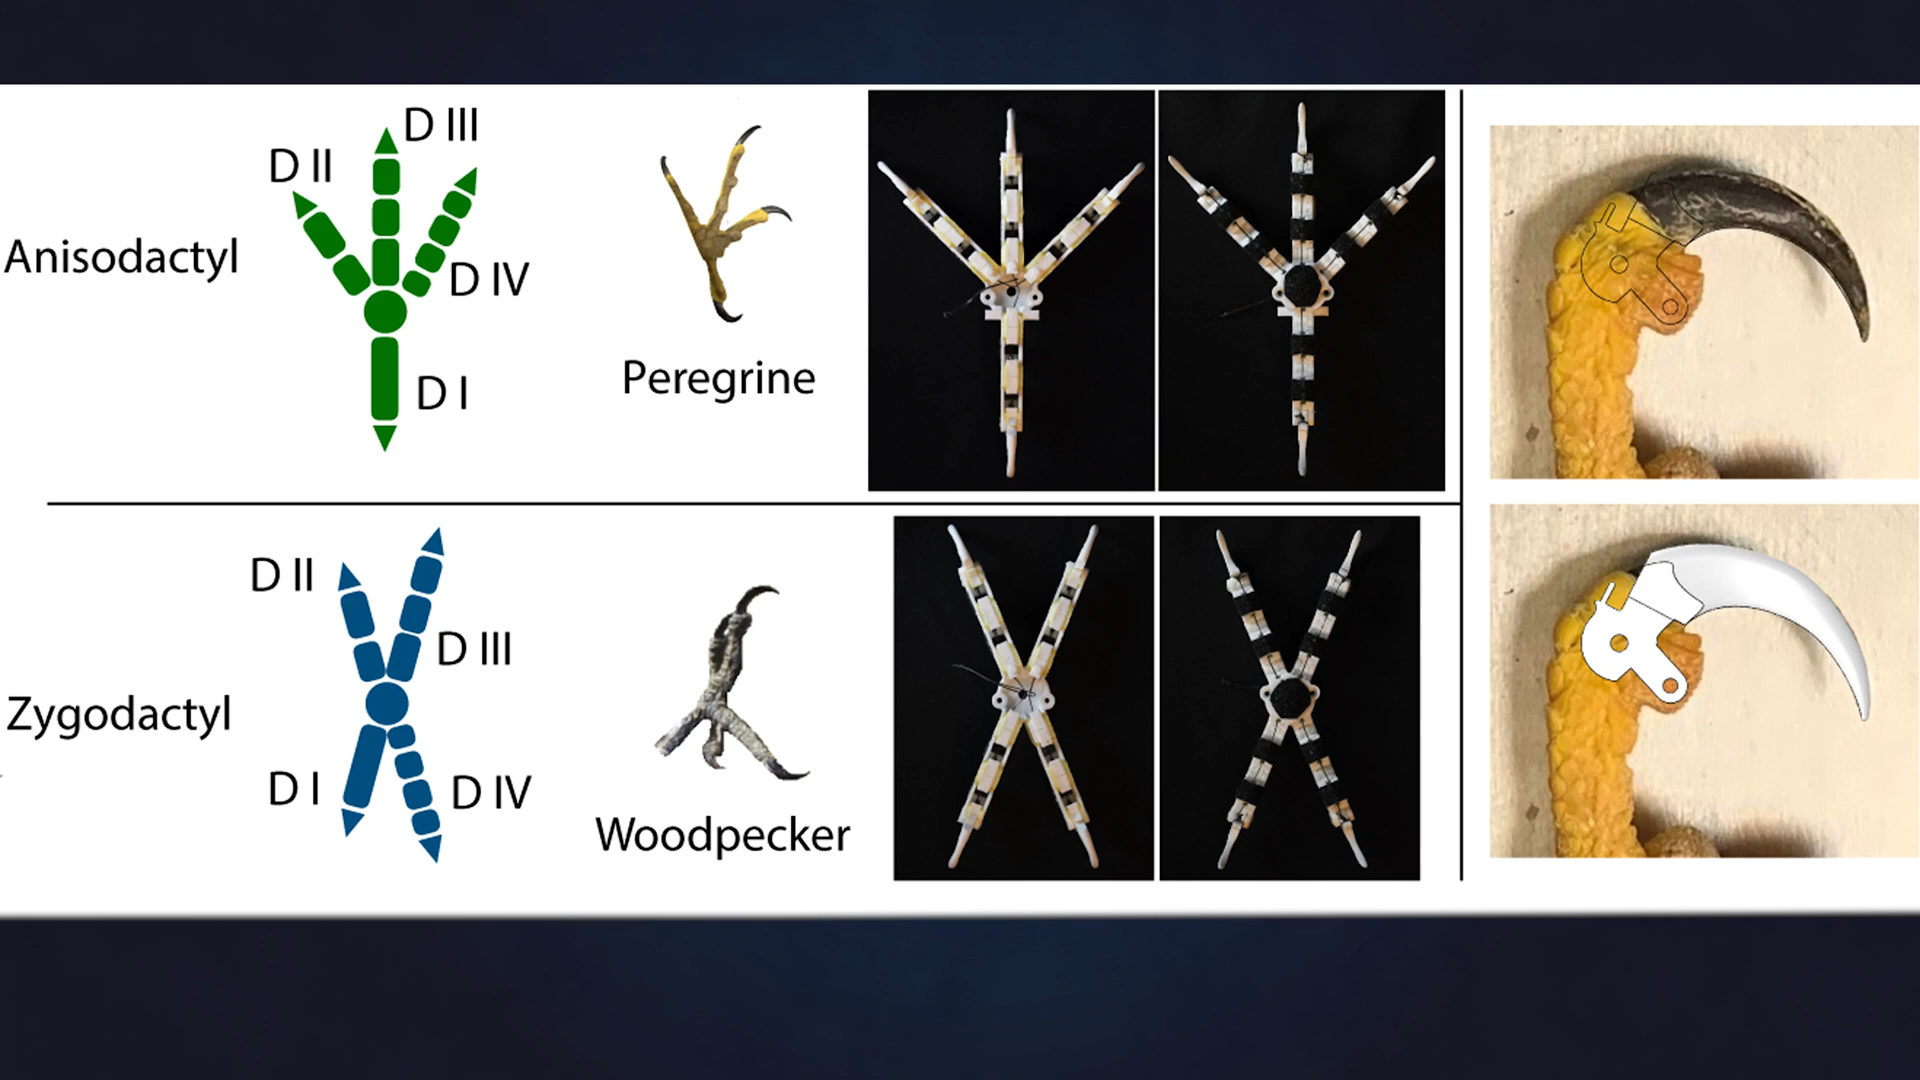 Anisodactyl
D II
D III
D IV
D I
Peregrine
Zygodactyl
D II
D III
D I
D IV
Woodpecker